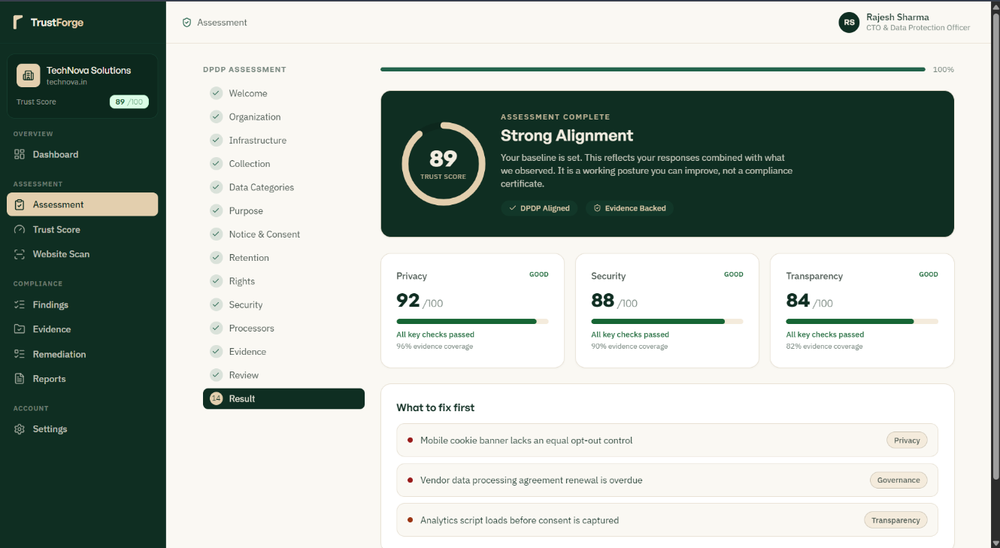 TrustForge
TechNova Solutions
technova.in
Trust Score
89 /100
OVERVIEW
Dashboard
ASSESSMENT
Assessment
Trust Score
Website Scan
COMPLIANCE
Findings
Evidence
Remediation
Reports
ACCOUNT
Settings
Assessment
RS
Rajesh Sharma
CTO & Data Protection Officer
DPDP ASSESSMENT
Welcome
Organization
Infrastructure
Collection
Data Categories
Purpose
Notice & Consent
Retention
Rights
Security
Processors
Evidence
Review
14 Result
100%
89
TRUST SCORE
ASSESSMENT COMPLETE
Strong Alignment
Your baseline is set. This reflects your responses combined with what
we observed. It is a working posture you can improve, not a compliance
certificate.
DPDP Aligned
Evidence Backed
Privacy
GOOD
92 /100
All key checks passed
96% evidence coverage
Security
GOOD
88 /100
All key checks passed
90% evidence coverage
Transparency
GOOD
84 /100
All key checks passed
82% evidence coverage
What to fix first
Mobile cookie banner lacks an equal opt-out control
Privacy
Vendor data processing agreement renewal is overdue
Governance
Analytics script loads before consent is captured
Transparency